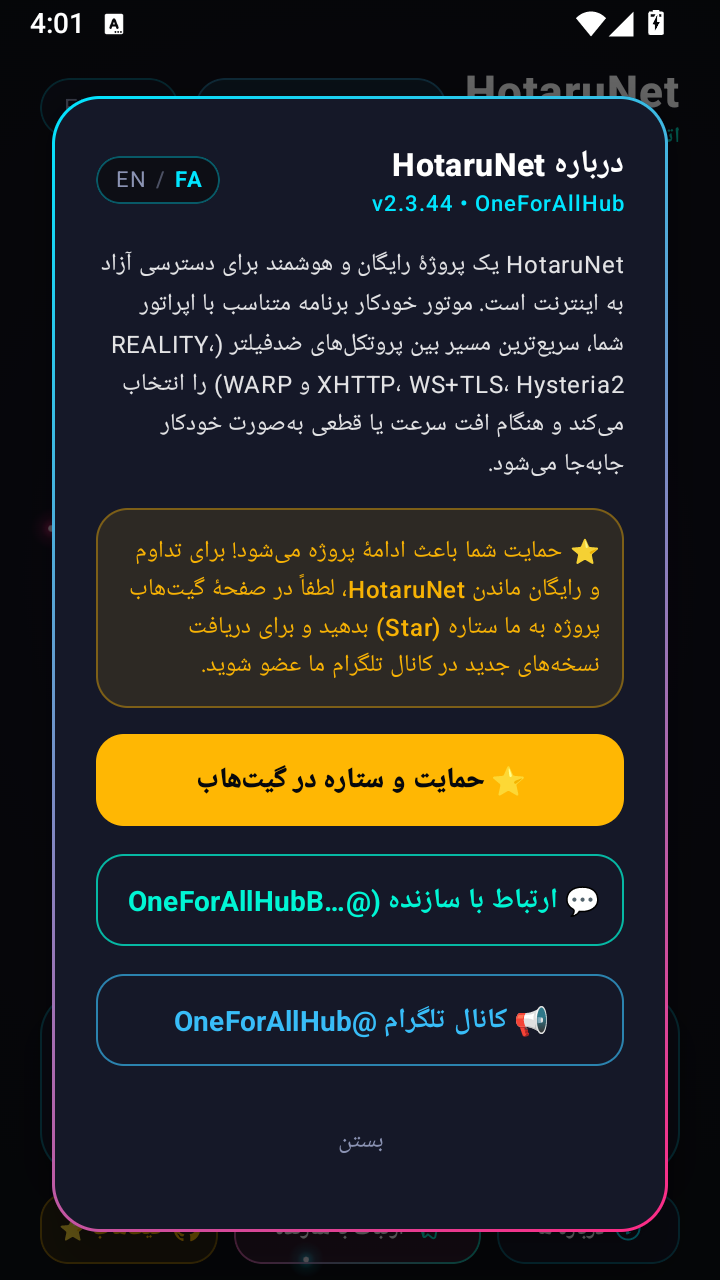 4:01
HotaruNet
درباره HotaruNet
EN / FA
v2.3.44 • OneForAllHub
HotaruNet یک پروژهٔ رایگان و هوشمند برای دسترسی آزاد
به اینترنت است. موتور خودکار برنامه متناسب با اپراتور
شما، سریع‌ترین مسیر بین پروتکل‌های ضدفیلتر (REALITY،
XHTTP، WS+TLS، Hysteria2 و WARP) را انتخاب
می‌کند و هنگام افت سرعت یا قطعی به‌صورت خودکار
جابه‌جا می‌شود.
⭐ حمایت شما باعث ادامهٔ پروژه می‌شود! برای تداوم
و رایگان ماندن HotaruNet، لطفاً در صفحهٔ گیت‌هاب
پروژه به ما ستاره (Star) بدهید و برای دریافت
نسخه‌های جدید در کانال تلگرام ما عضو شوید.
⭐ حمایت و ستاره در گیت‌هاب
💬 ارتباط با سازنده (@OneForAllHubB…
📢 کانال تلگرام @OneForAllHub
بستن